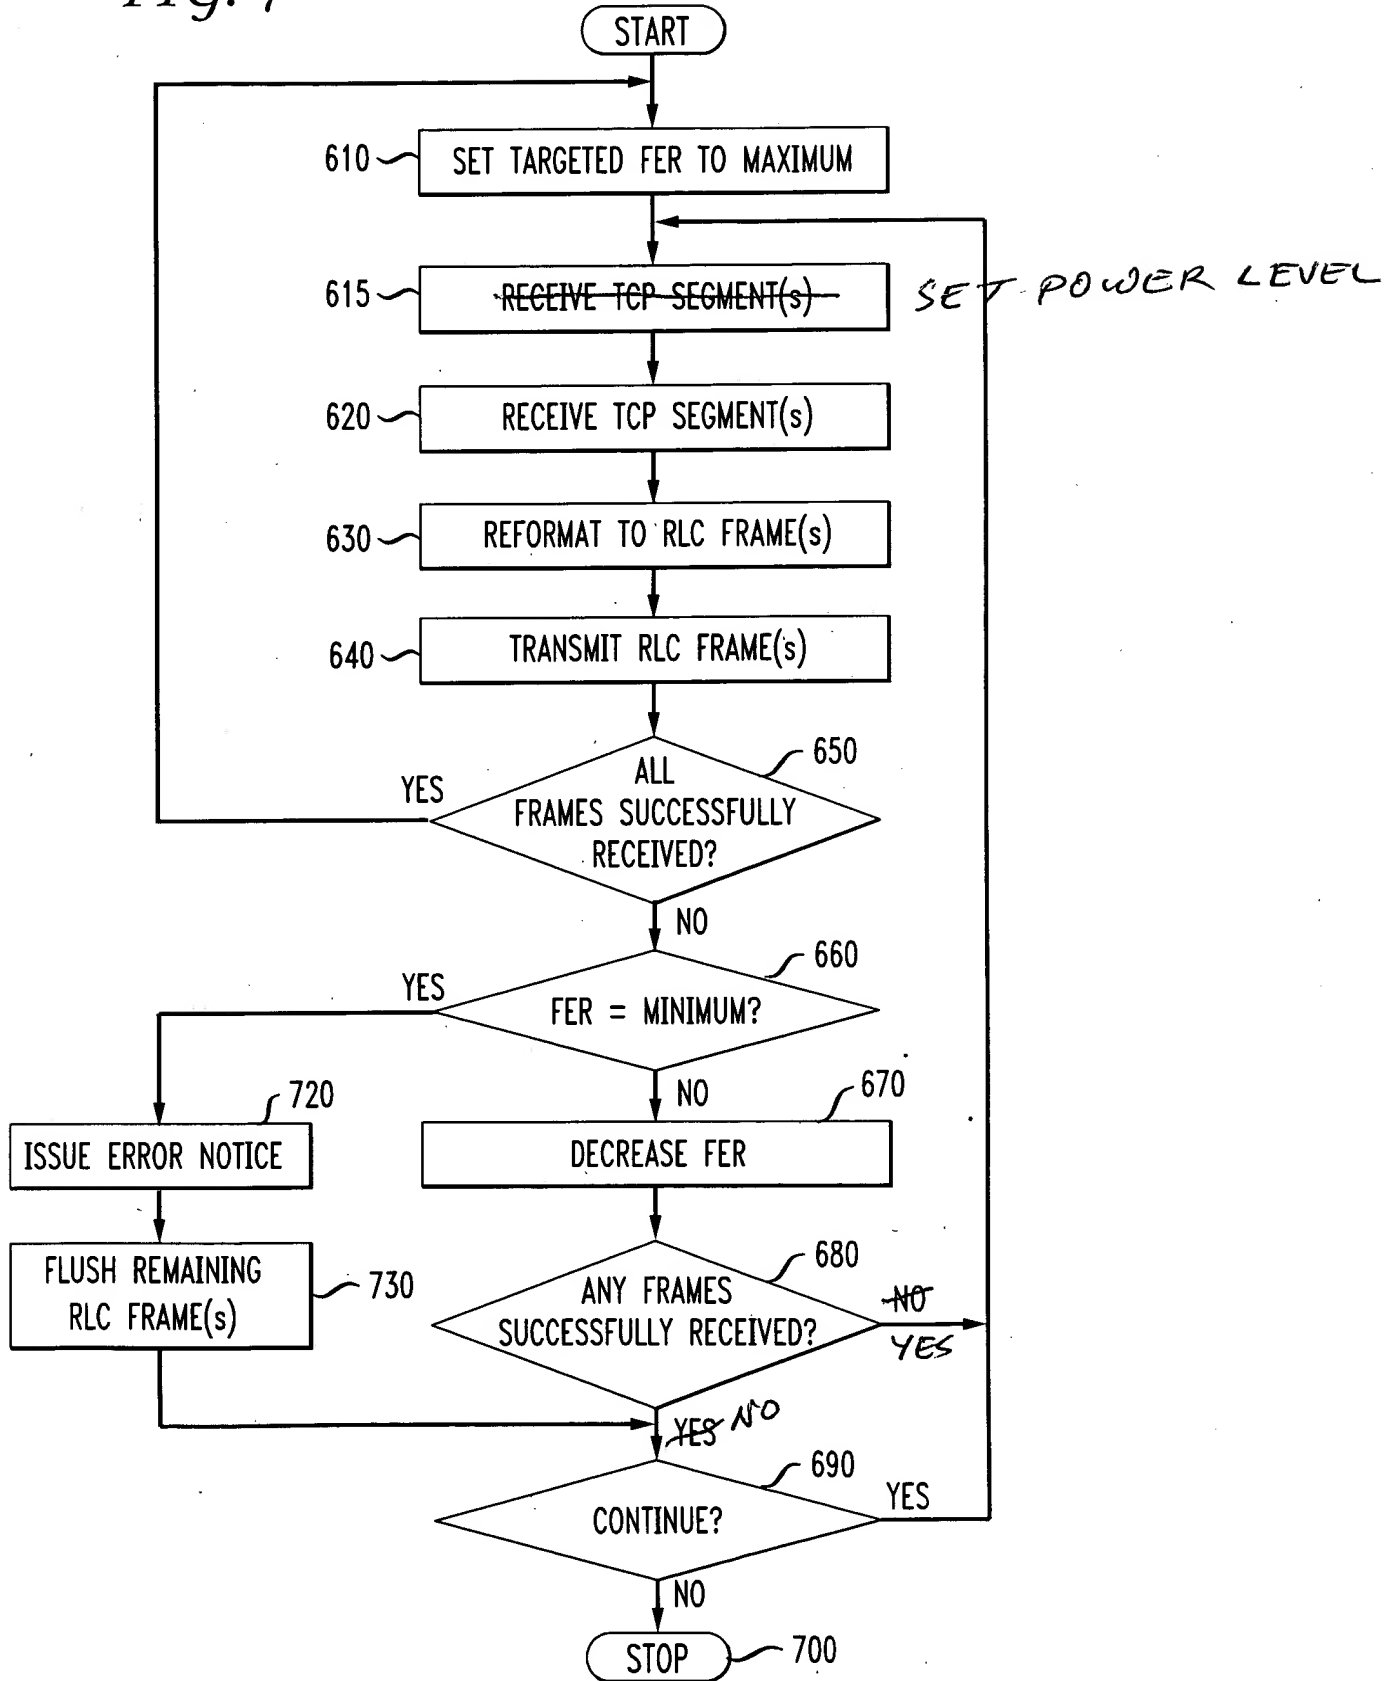 Fig. 7
START
610 SET TARGETED FER TO MAXIMUM
615 RECEIVE TCP SEGMENT(s) SET POWER LEVEL
620 RECEIVE TCP SEGMENT(s)
630 REFORMAT TO RLC FRAME(s)
640 TRANSMIT RLC FRAME(s)
650
YES
ALL
FRAMES SUCCESSFULLY
RECEIVED?
NO
660
YES
FER = MINIMUM?
NO
670
720
ISSUE ERROR NOTICE
DECREASE FER
680
FLUSH REMAINING
RLC FRAME(s)
730
ANY FRAMES
SUCCESSFULLY RECEIVED?
NO
YES
YES NO
690
CONTINUE?
YES
NO
STOP
700